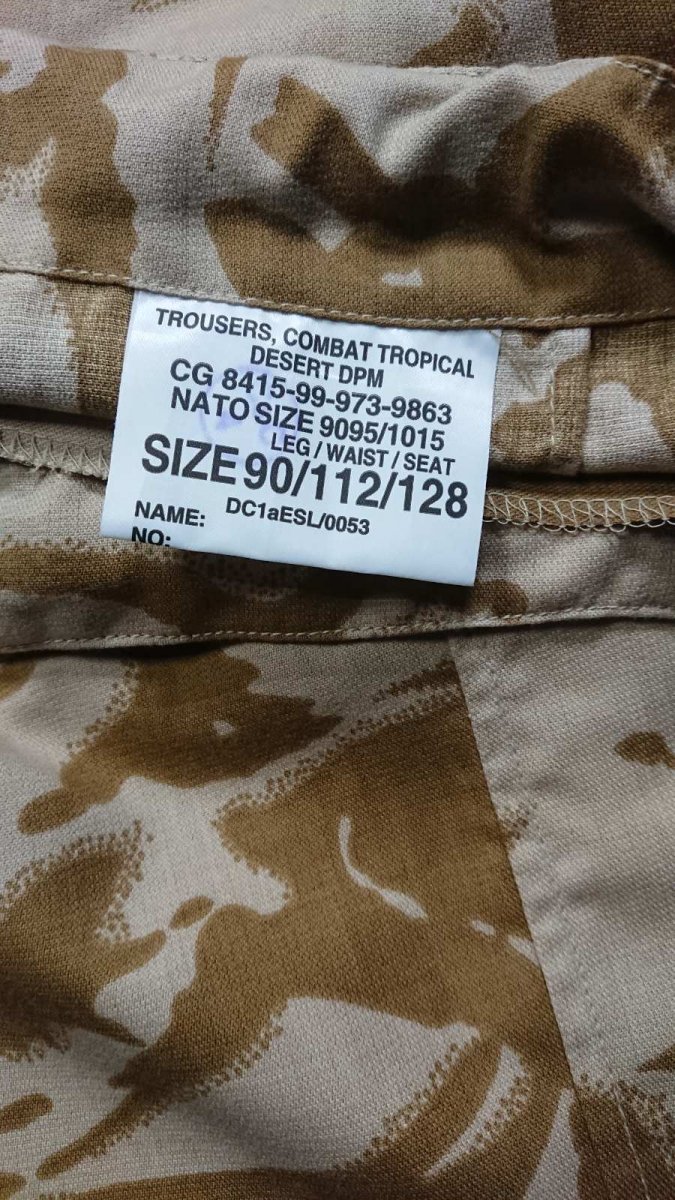 TROUSERS, COMBAT TROPICAL
DESERT DPM
CG 8415-99-973-9863
NATO SIZE 9095/1015
LEG / WAIST / SEAT
SIZE 90/112/128
NAME: DC1aESL/0053
NO: